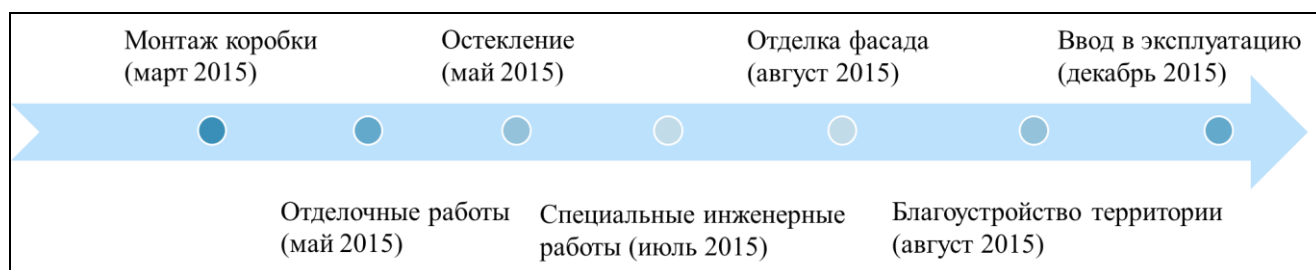 Монтаж коробки
(март 2015)
Остекление
(май 2015)
Отделка фасада
(август 2015)
Ввод в эксплуатацию
(декабрь 2015)
Отделочные работы
(май 2015)
Специальные инженерные
работы (июль 2015)
Благоустройство территории
(август 2015)